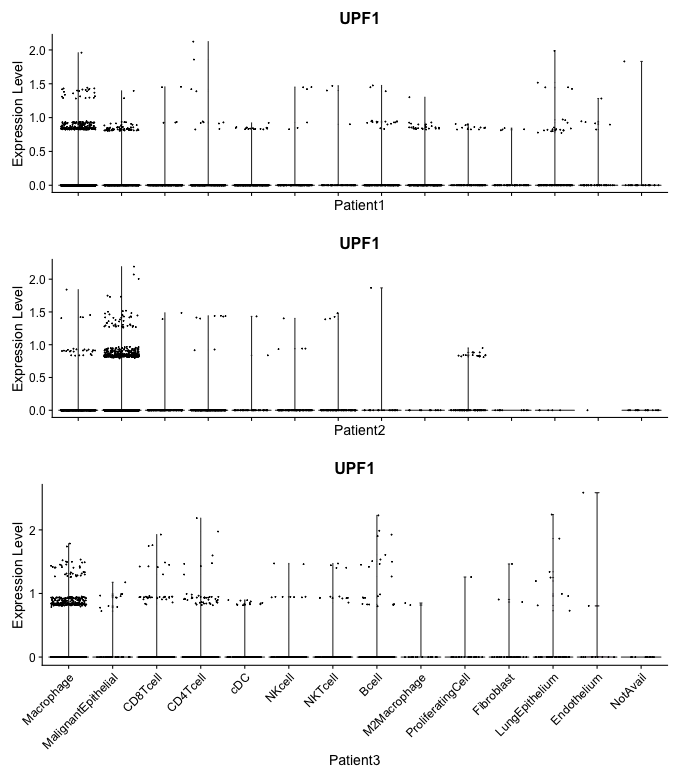 UPF1
Expression Level
2.0
1.5
1.0
0.5
0.0
Patient1
UPF1
Expression Level
2.0
1.5
1.0
0.5
0.0
Patient2
UPF1
Expression Level
2
1
0
Macrophage
MalignantEpithelial
CD8Tcell
CD4Tcell
cDC
NKcell
NKTcell
Bcell
M2Macrophage
ProliferatingCell
Fibroblast
LungEpithelium
Endothelium
NotAvail
Patient3